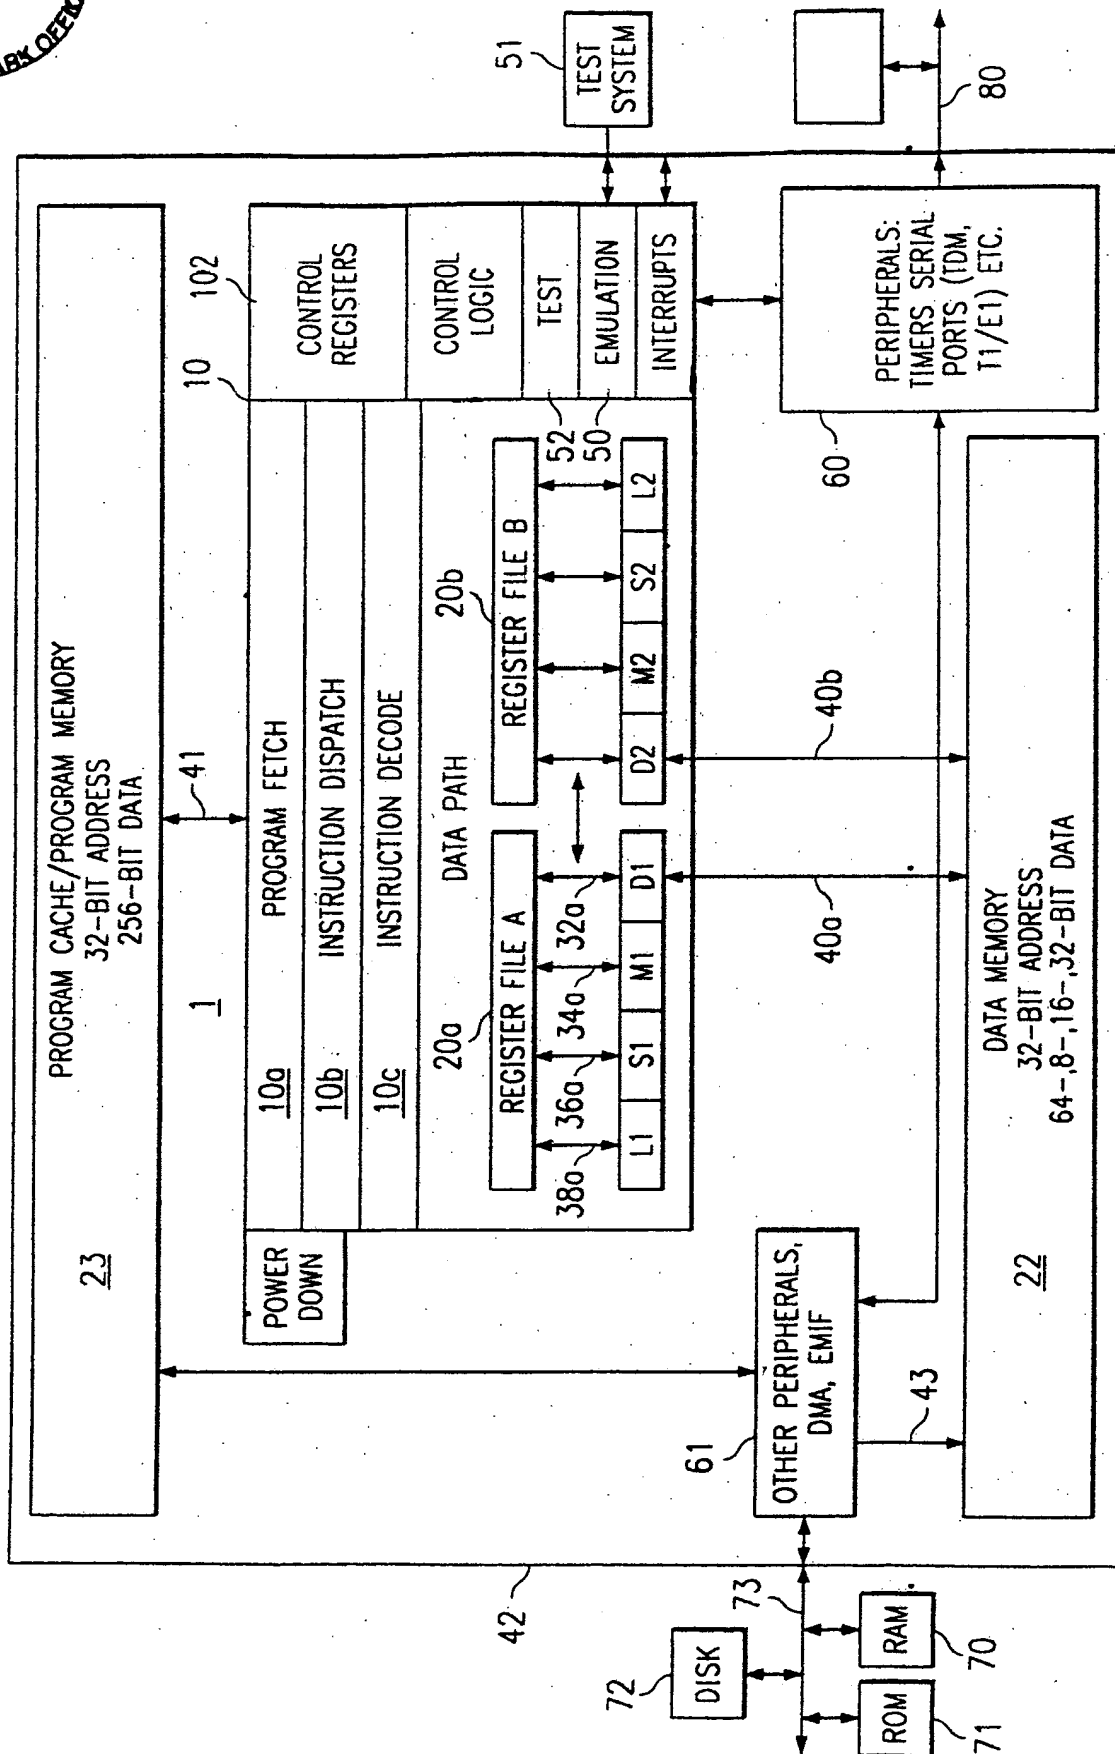 PROGRAM CACHE/PROGRAM MEMORY
32-BIT ADDRESS
256-BIT DATA
23
41
1
10
102
POWER
DOWN
10a
PROGRAM FETCH
10b
INSTRUCTION DISPATCH
10c
INSTRUCTION DECODE
DATA PATH
20a
20b
REGISTER FILE A
REGISTER FILE B
38a
36a
34a
32a
L1
S1
M1
D1
D2
M2
S2
L2
CONTROL
REGISTERS
CONTROL
LOGIC
TEST
EMULATION
INTERRUPTS
52
50
51
TEST
SYSTEM
40a
40b
60
PERIPHERALS:
TIMERS SERIAL
PORTS (TDM,
T1/E1) ETC.
80
61
OTHER PERIPHERALS,
DMA, EMIF
43
DATA MEMORY
32-BIT ADDRESS
64-,8-,16-,32-BIT DATA
22
42
72
DISK
73
RAM
70
ROM
71